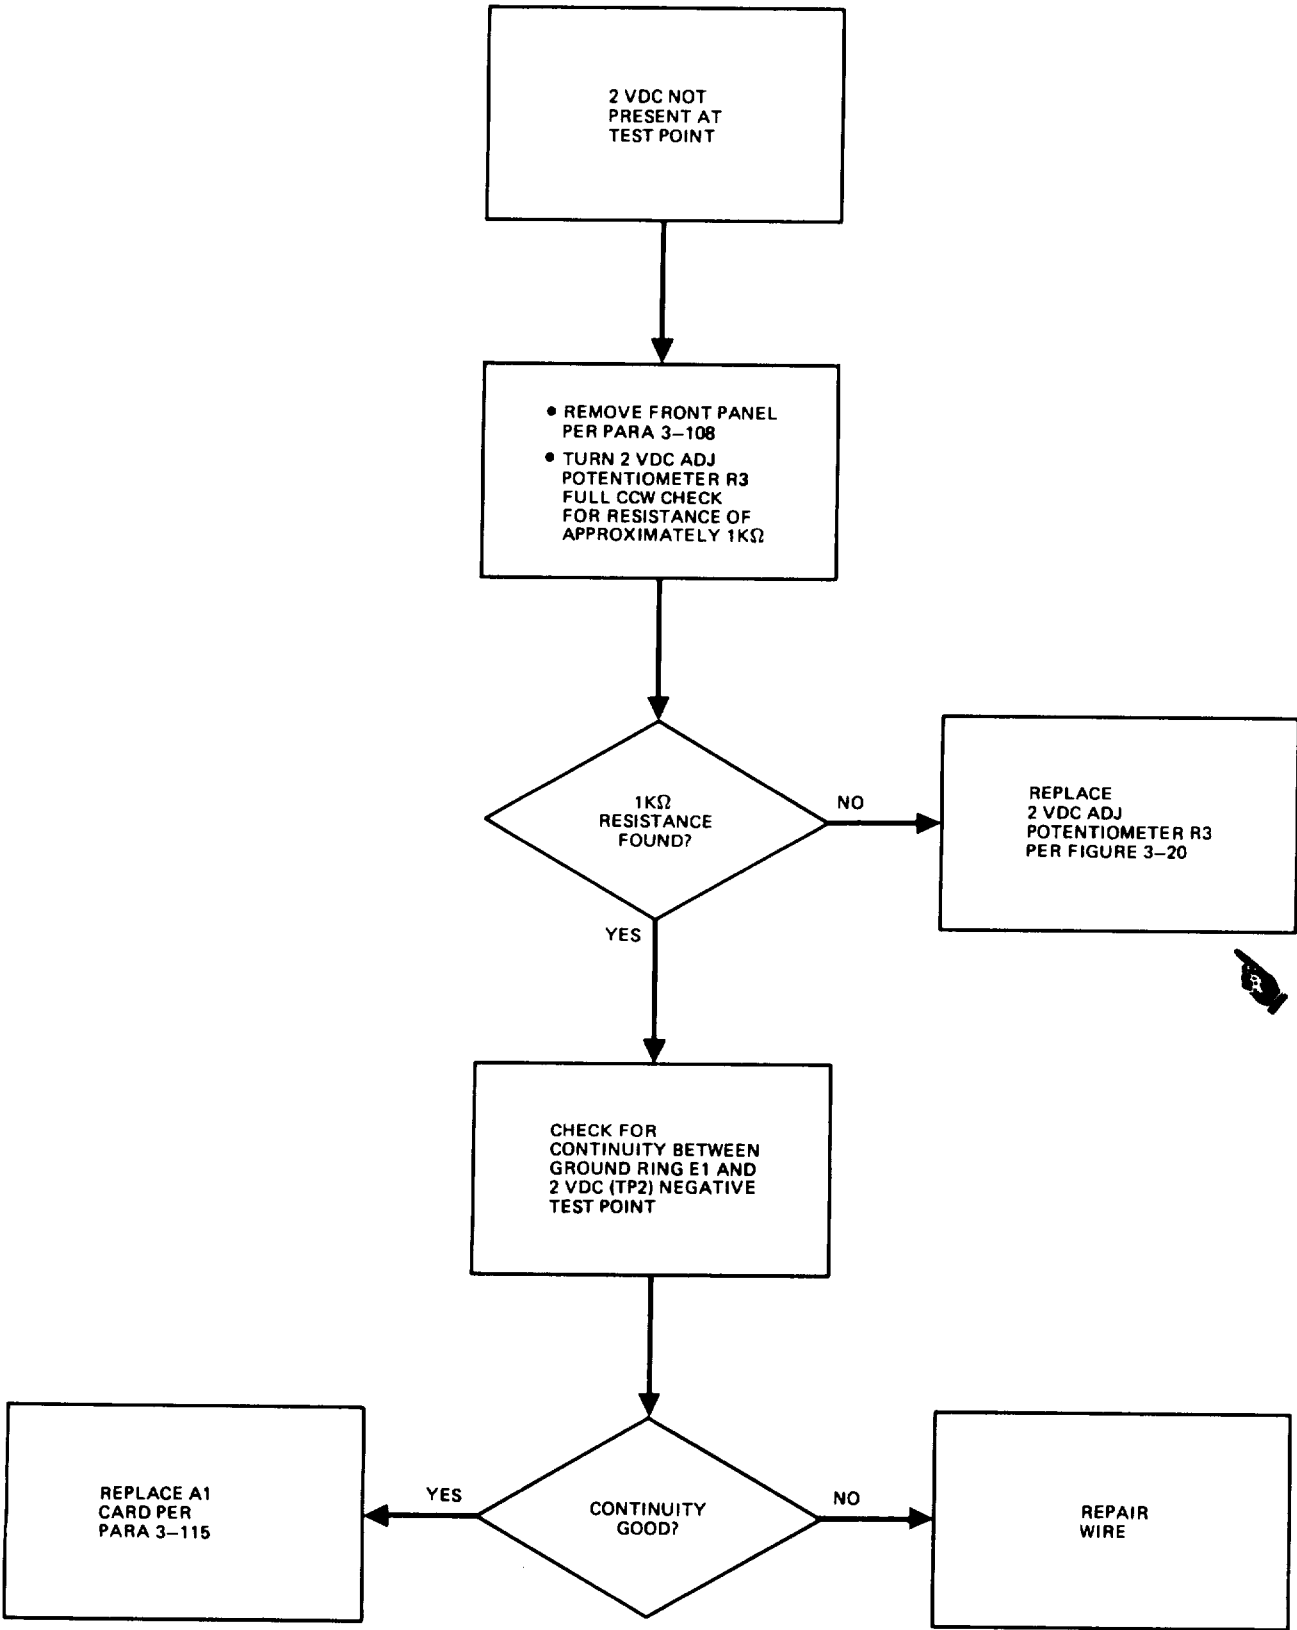 2 VDC NOT
PRESENT AT
TEST POINT
• REMOVE FRONT PANEL
PER PARA 3–108
• TURN 2 VDC ADJ
POTENTIOMETER R3
FULL CCW CHECK
FOR RESISTANCE OF
APPROXIMATELY 1KΩ
1KΩ
RESISTANCE
FOUND?
NO
REPLACE
2 VDC ADJ
POTENTIOMETER R3
PER FIGURE 3–20
YES
R
CHECK FOR
CONTINUITY BETWEEN
GROUND RING E1 AND
2 VDC (TP2) NEGATIVE
TEST POINT
REPLACE A1
CARD PER
PARA 3–115
YES
CONTINUITY
GOOD?
NO
REPAIR
WIRE